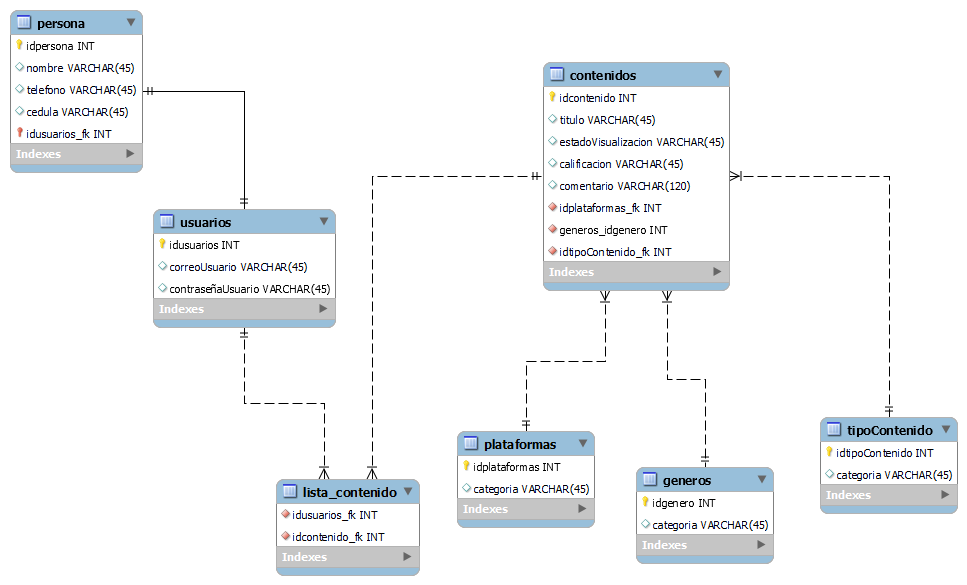 persona
idpersona INT
nombre VARCHAR(45)
telefono VARCHAR(45)
cedula VARCHAR(45)
idusuarios_fk INT
Indexes
usuarios
idusuarios INT
correoUsuario VARCHAR(45)
contraseñaUsuario VARCHAR(45)
Indexes
contenidos
idcontenido INT
titulo VARCHAR(45)
estadoVisualizacion VARCHAR(45)
calificacion VARCHAR(45)
comentario VARCHAR(120)
idplataformas_fk INT
generos_idgenero INT
idtipoContenido_fk INT
Indexes
lista_contenido
idusuarios_fk INT
idcontenido_fk INT
Indexes
plataformas
idplataformas INT
categoria VARCHAR(45)
Indexes
generos
idgenero INT
categoria VARCHAR(45)
Indexes
tipoContenido
idtipoContenido INT
categoria VARCHAR(45)
Indexes